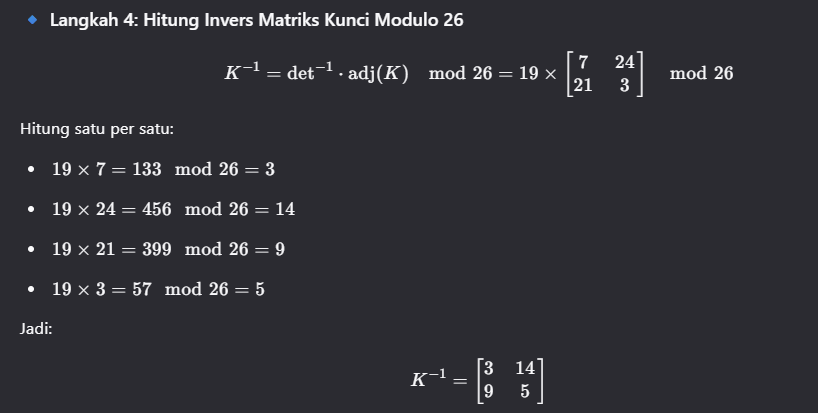 Langkah 4: Hitung Invers Matriks Kunci Modulo 26
K⁻¹ = det⁻¹ · adj(K) mod 26 = 19 × [7 24; 21 3] mod 26
Hitung satu per satu:
• 19 × 7 = 133 mod 26 = 3
• 19 × 24 = 456 mod 26 = 14
• 19 × 21 = 399 mod 26 = 9
• 19 × 3 = 57 mod 26 = 5
Jadi:
K⁻¹ = [3 14; 9 5]